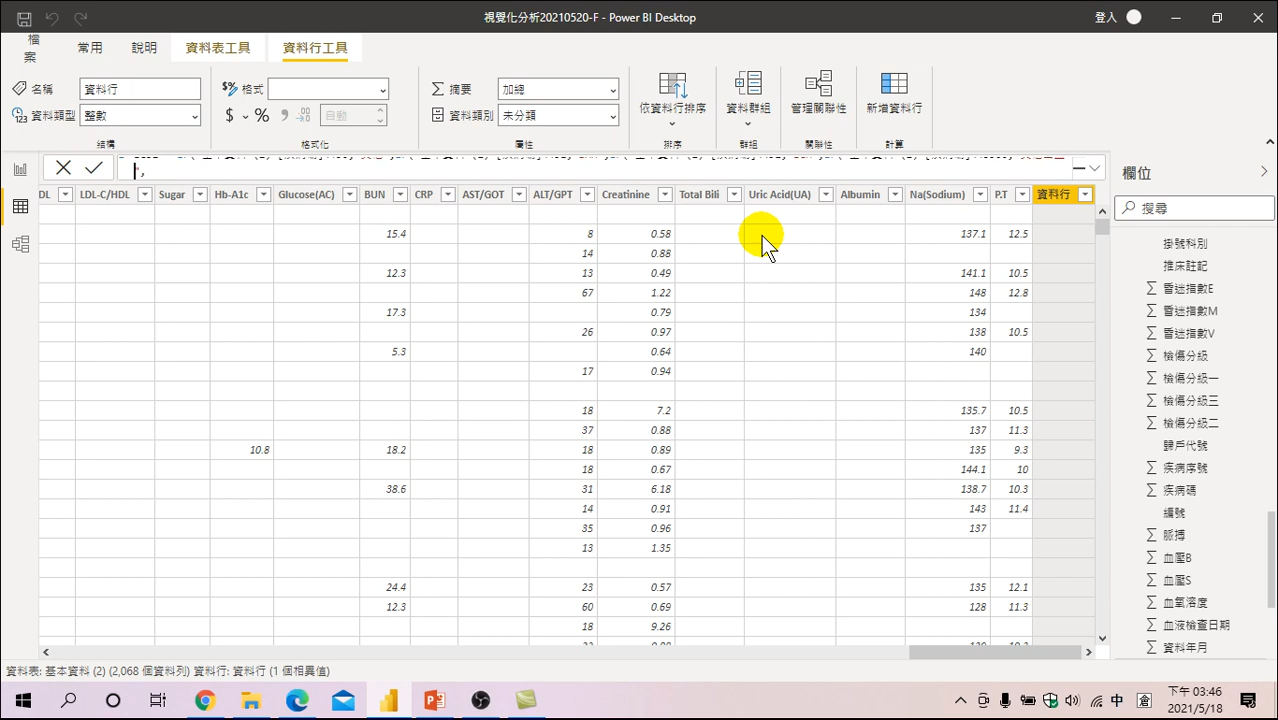 視覺化分析20210520-F - Power BI Desktop
登入
檔案 常用 說明 資料表工具 資料行工具
名稱 資料行
格式
摘要 加總
依資料行排序 資料群組 管理關聯性 新增資料行
資料類型 整數
$ % 自動
資料類別 未分類
結構 格式化 屬性 排序 群組 關聯性 計算
",
欄位
搜尋
DL LDL-C/HDL Sugar Hb-A1c Glucose(AC) BUN CRP AST/GOT ALT/GPT Creatinine Total Bili Uric Acid(UA) Albumin Na(Sodium) P.T 資料行
15.4 8 0.58 137.1 12.5
14 0.88
12.3 13 0.49 141.1 10.5
67 1.22 148 12.8
17.3 0.79 134
26 0.97 138 10.5
5.3 0.64 140
17 0.94
18 7.2 135.7 10.5
37 0.88 137 11.3
10.8 18.2 18 0.89 135 9.3
18 0.67 144.1 10
38.6 31 6.18 138.7 10.3
14 0.91 143 11.4
35 0.96 137
13 1.35
24.4 23 0.57 135 12.1
12.3 60 0.69 128 11.3
18 9.26
掛號科別
推床註記
昏迷指數E
昏迷指數M
昏迷指數V
檢傷分級
檢傷分級一
檢傷分級三
檢傷分級二
歸戶代號
疾病序號
疾病碼
編號
脈搏
血壓B
血壓S
血氧溶度
血液檢查日期
資料年月
資料表: 基本資料 (2) (2,068 個資料列) 資料行: 資料行 (1 個相異值)
中 倉
下午 03:46
2021/5/18